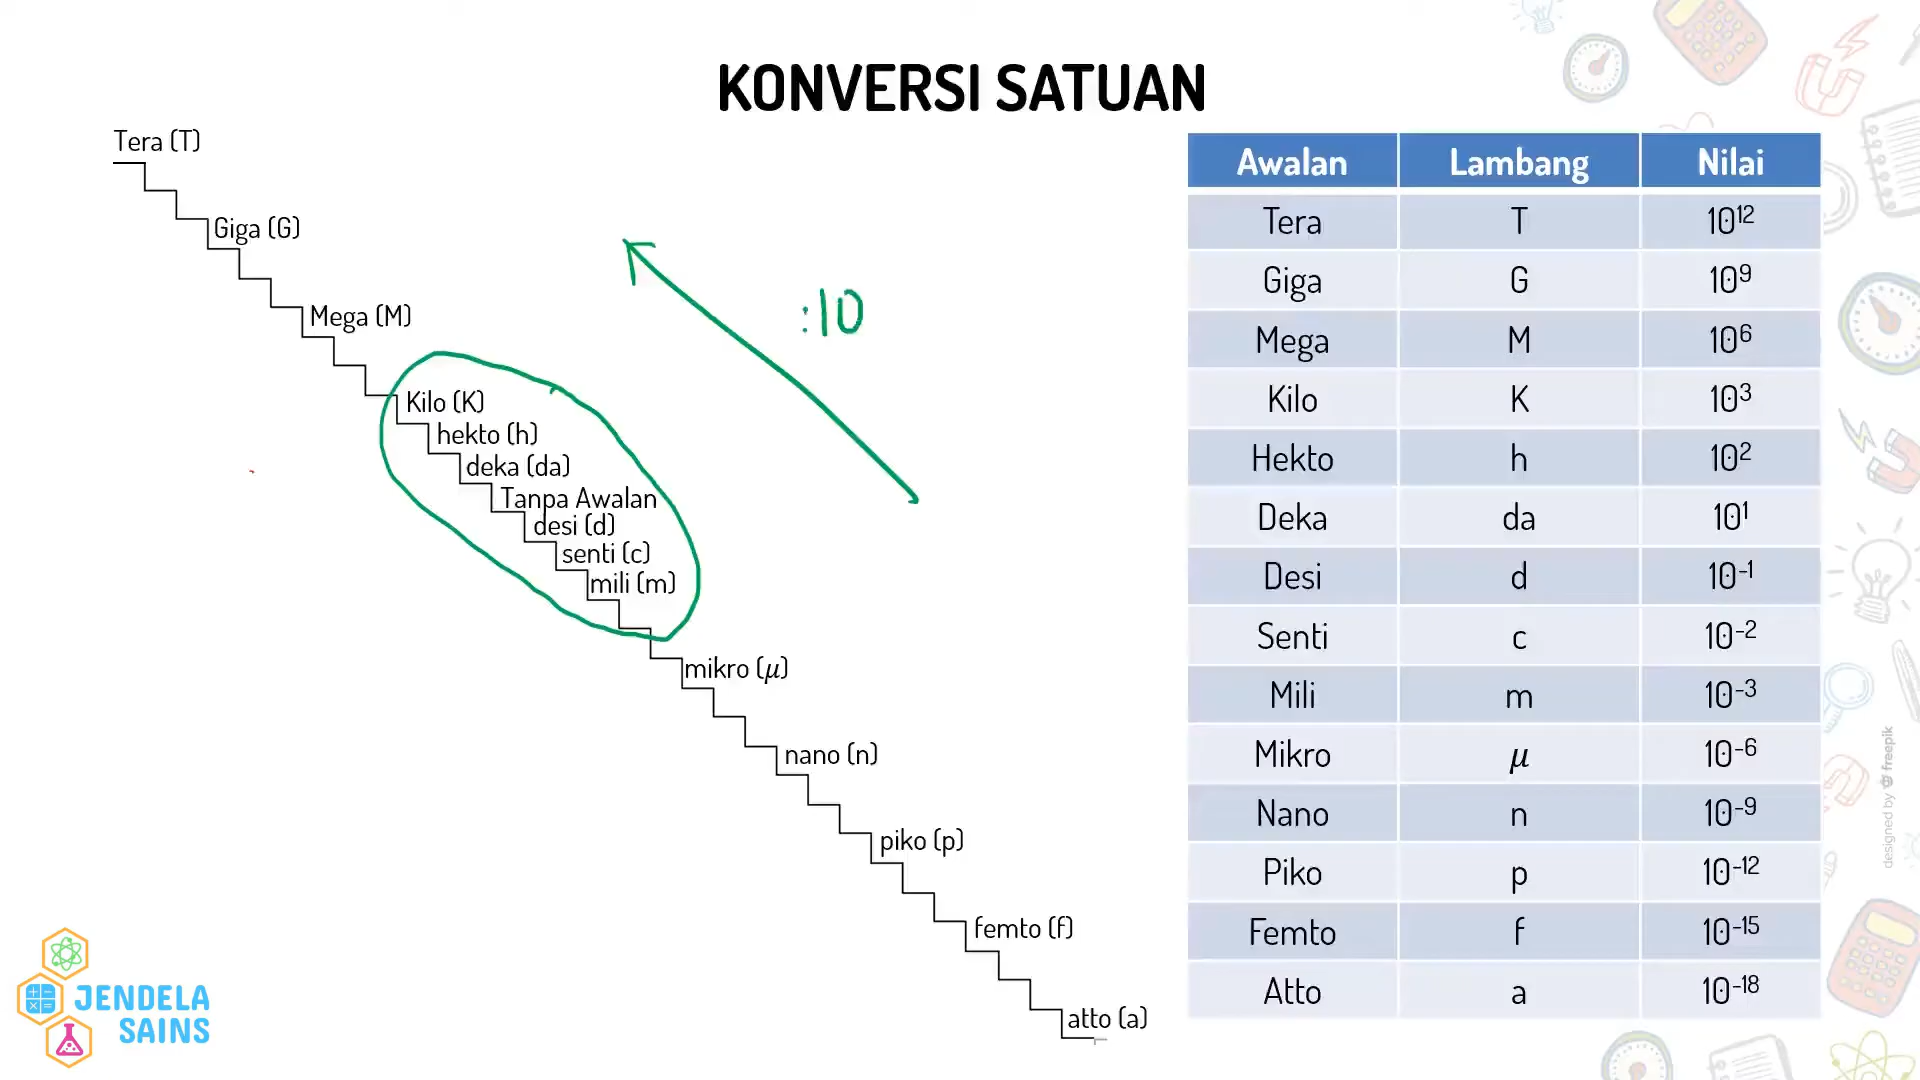 KONVERSI SATUAN
Tera (T)
Giga (G)
Mega (M)
Kilo (K)
hekto (h)
deka (da)
Tanpa Awalan
desi (d)
senti (c)
mili (m)
mikro (μ)
nano (n)
piko (p)
femto (f)
atto (a)
:10
Awalan Lambang Nilai
Tera T 10¹²
Giga G 10⁹
Mega M 10⁶
Kilo K 10³
Hekto h 10²
Deka da 10¹
Desi d 10⁻¹
Senti c 10⁻²
Mili m 10⁻³
Mikro μ 10⁻⁶
Nano n 10⁻⁹
Piko p 10⁻¹²
Femto f 10⁻¹⁵
Atto a 10⁻¹⁸
JENDELA
SAINS
designed by freepik